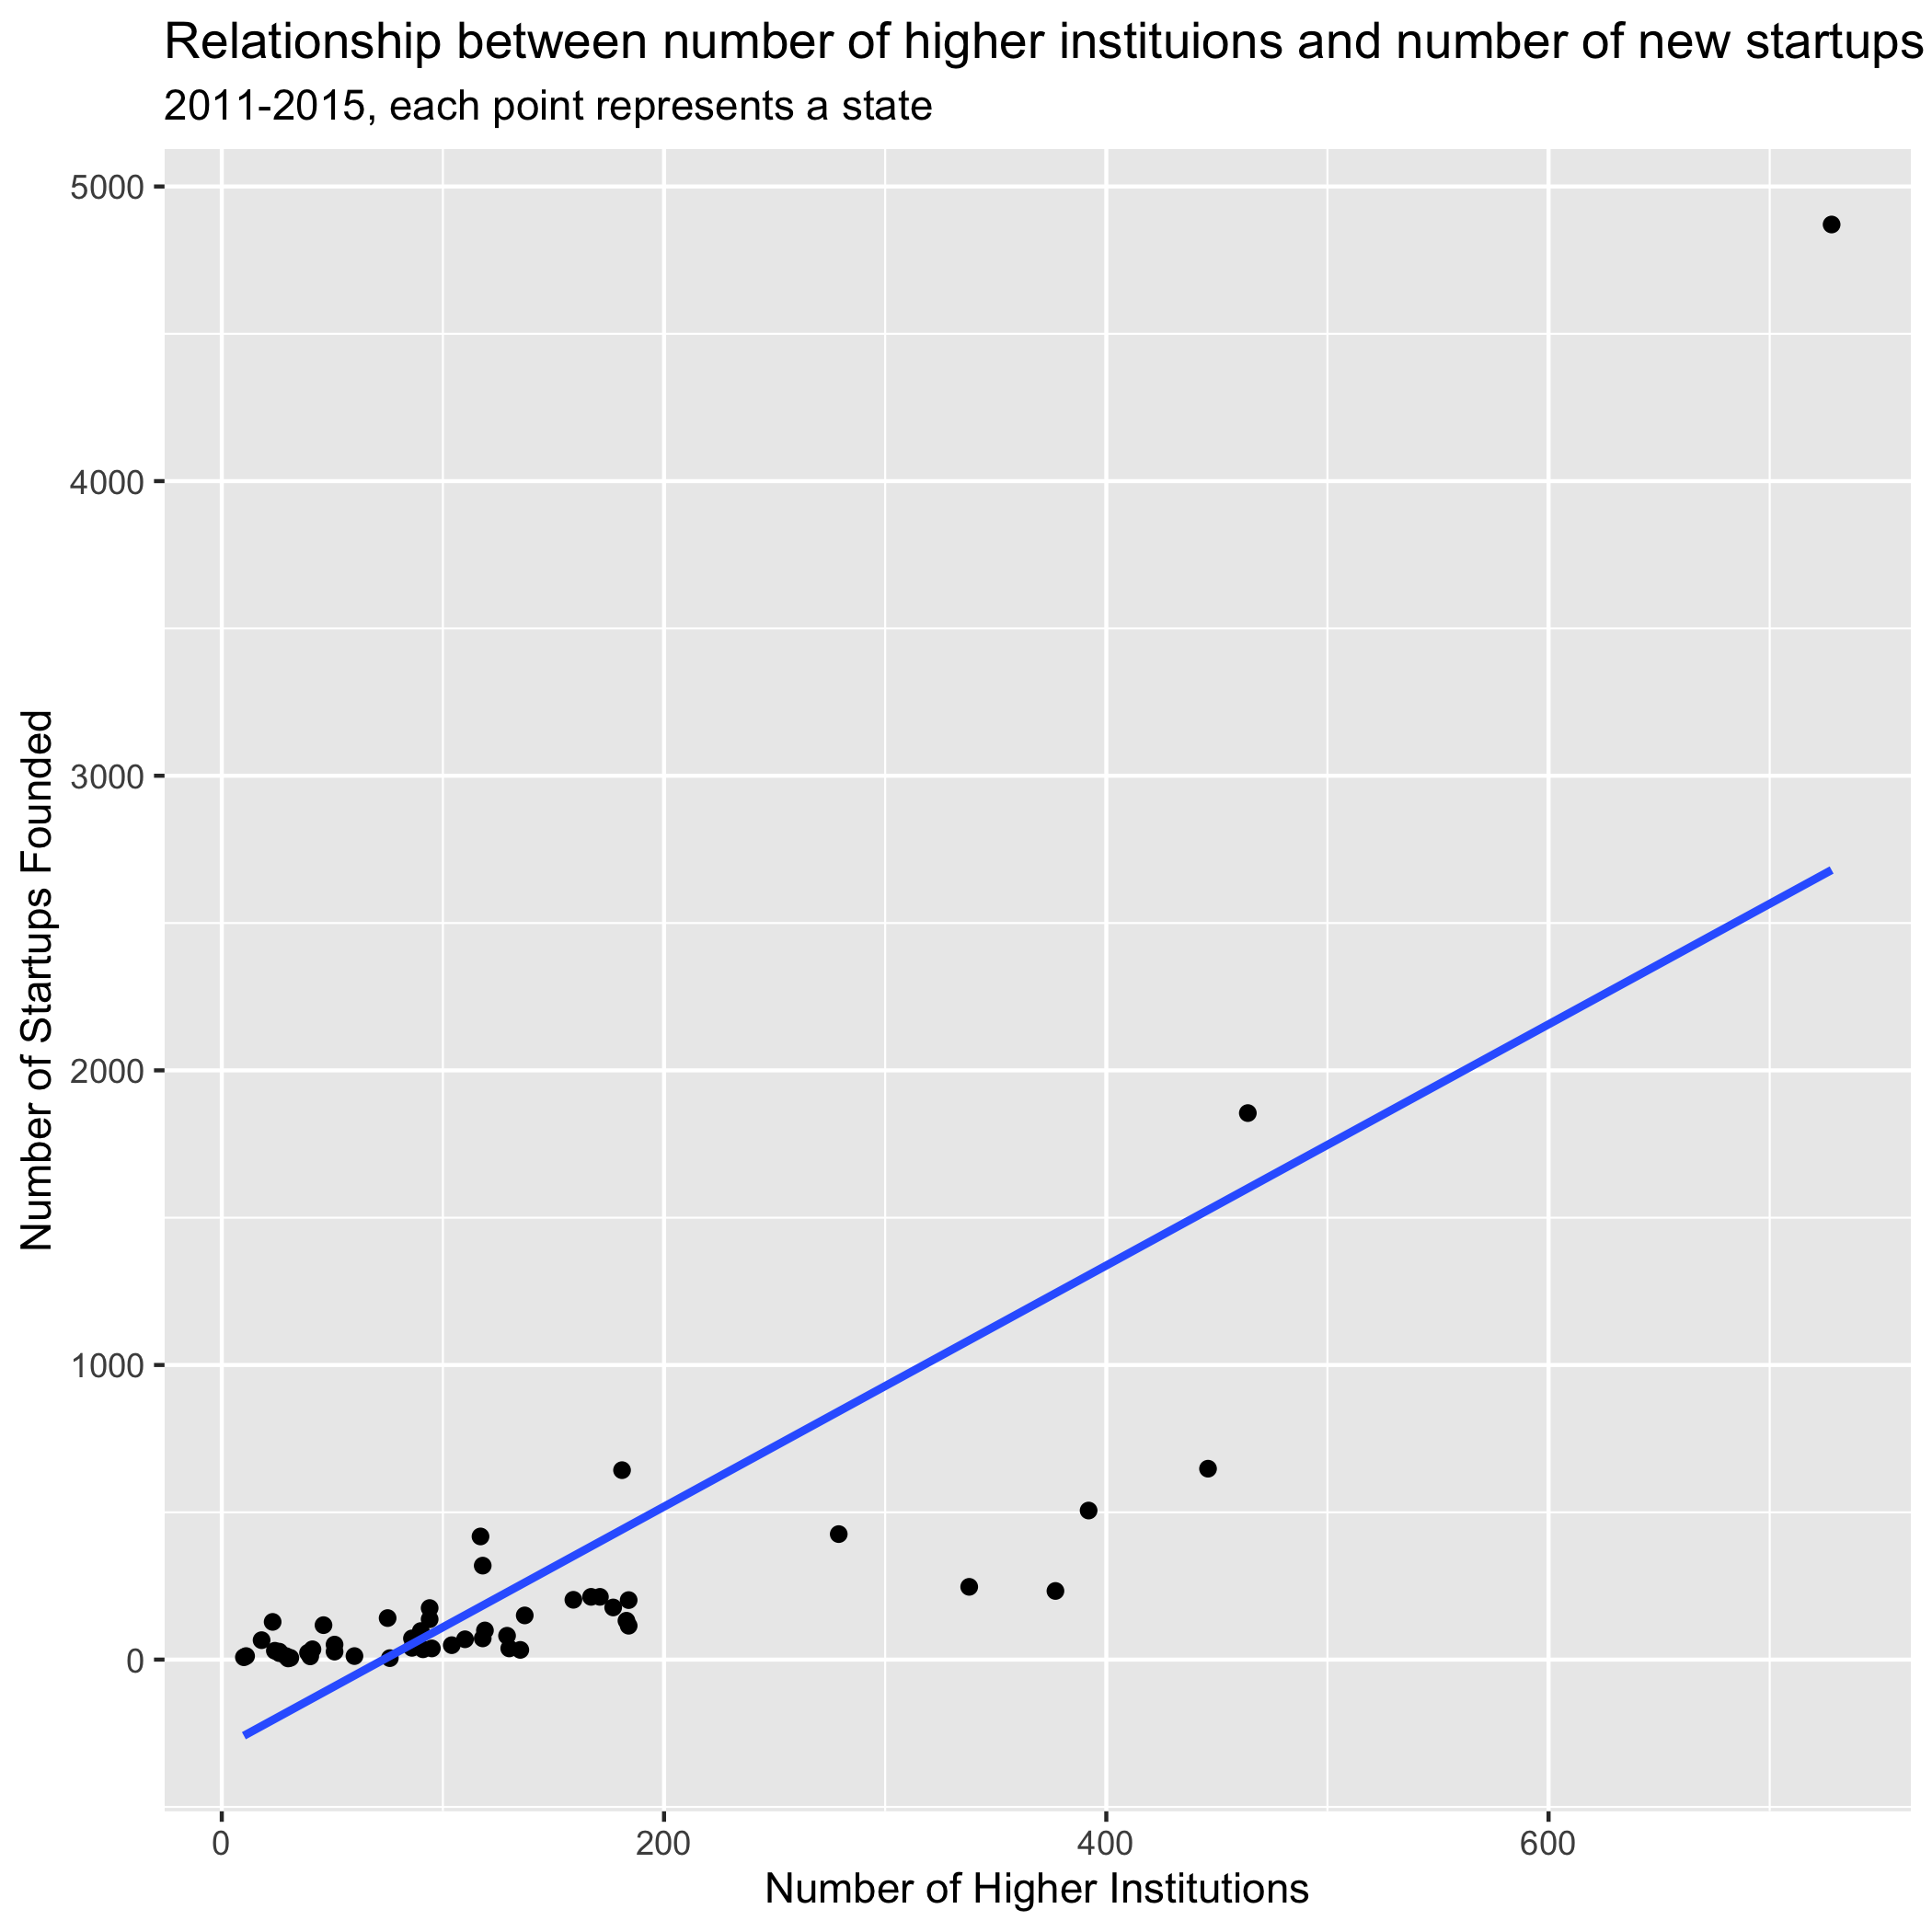 Relationship between number of higher instituions and number of new startups
2011-2015, each point represents a state
5000
4000
3000
2000
1000
0
Number of Startups Founded
0
200
400
600
Number of Higher Institutions